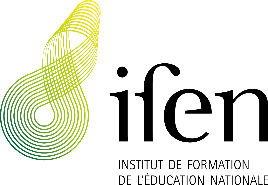 ifen
INSTITUT DE FORMATION
DE L'ÉDUCATION NATIONALE